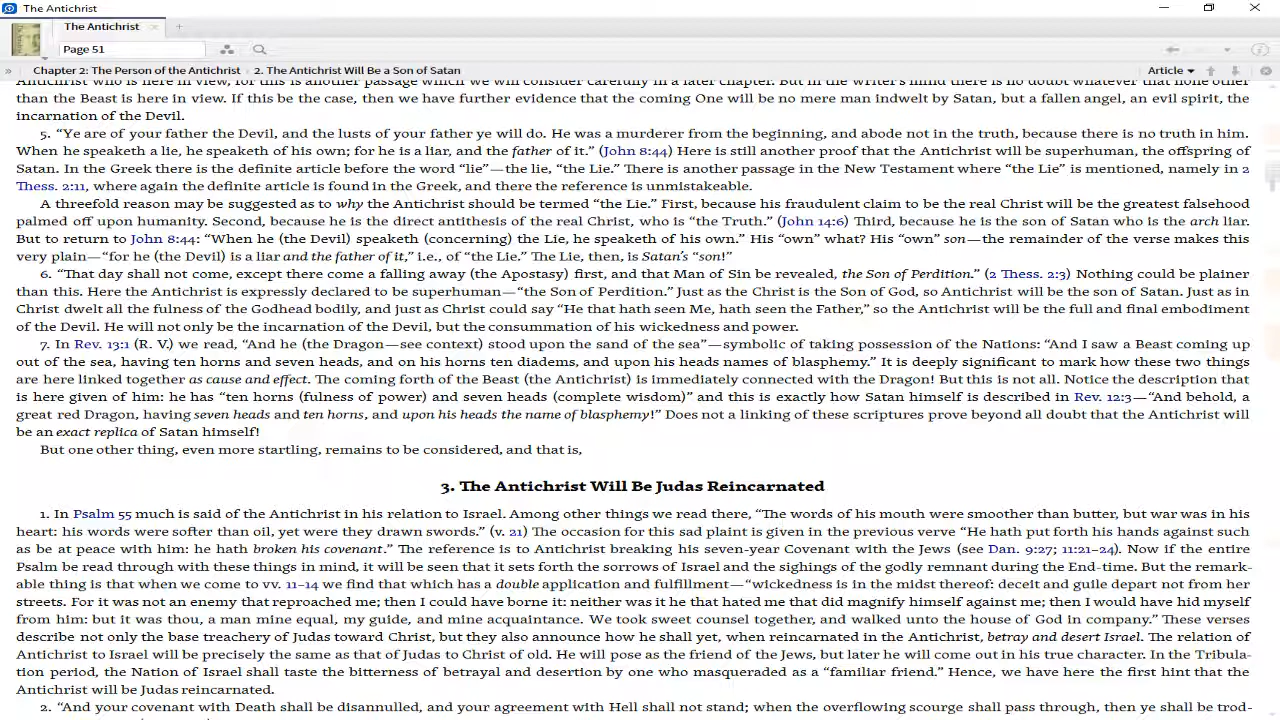 The Antichrist
The Antichrist
Page 51
» Chapter 2: The Person of the Antichrist › 2. The Antichrist Will Be a Son of Satan Article
Antichrist who is here in view, for this is another passage which we will consider carefully in a later chapter. But in the writer's mind there is no doubt whatever that none other
than the Beast is here in view. If this be the case, then we have further evidence that the coming One will be no mere man indwelt by Satan, but a fallen angel, an evil spirit, the
incarnation of the Devil.
5. “Ye are of your father the Devil, and the lusts of your father ye will do. He was a murderer from the beginning, and abode not in the truth, because there is no truth in him.
When he speaketh a lie, he speaketh of his own; for he is a liar, and the father of it.” (John 8:44) Here is still another proof that the Antichrist will be superhuman, the offspring of
Satan. In the Greek there is the definite article before the word “lie”—the lie, “the Lie.” There is another passage in the New Testament where “the Lie” is mentioned, namely in 2
Thess. 2:11, where again the definite article is found in the Greek, and there the reference is unmistakeable.
A threefold reason may be suggested as to why the Antichrist should be termed “the Lie.” First, because his fraudulent claim to be the real Christ will be the greatest falsehood
palmed off upon humanity. Second, because he is the direct antithesis of the real Christ, who is “the Truth.” (John 14:6) Third, because he is the son of Satan who is the arch liar.
But to return to John 8:44: “When he (the Devil) speaketh (concerning) the Lie, he speaketh of his own.” His “own” what? His “own” son—the remainder of the verse makes this
very plain—“for he (the Devil) is a liar and the father of it,” i.e., of “the Lie.” The Lie, then, is Satan's “son!”
6. “That day shall not come, except there come a falling away (the Apostasy) first, and that Man of Sin be revealed, the Son of Perdition.” (2 Thess. 2:3) Nothing could be plainer
than this. Here the Antichrist is expressly declared to be superhuman—“the Son of Perdition.” Just as the Christ is the Son of God, so Antichrist will be the son of Satan. Just as in
Christ dwelt all the fulness of the Godhead bodily, and just as Christ could say “He that hath seen Me, hath seen the Father,” so the Antichrist will be the full and final embodiment
of the Devil. He will not only be the incarnation of the Devil, but the consummation of his wickedness and power.
7. In Rev. 13:1 (R. V.) we read, “And he (the Dragon—see context) stood upon the sand of the sea”—symbolic of taking possession of the Nations: “And I saw a Beast coming up
out of the sea, having ten horns and seven heads, and on his horns ten diadems, and upon his heads names of blasphemy.” It is deeply significant to mark how these two things
are here linked together as cause and effect. The coming forth of the Beast (the Antichrist) is immediately connected with the Dragon! But this is not all. Notice the description that
is here given of him: he has “ten horns (fulness of power) and seven heads (complete wisdom)” and this is exactly how Satan himself is described in Rev. 12:3—“And behold, a
great red Dragon, having seven heads and ten horns, and upon his heads the name of blasphemy!” Does not a linking of these scriptures prove beyond all doubt that the Antichrist will
be an exact replica of Satan himself!
But one other thing, even more startling, remains to be considered, and that is,
3. The Antichrist Will Be Judas Reincarnated
1. In Psalm 55 much is said of the Antichrist in his relation to Israel. Among other things we read there, “The words of his mouth were smoother than butter, but war was in his
heart: his words were softer than oil, yet were they drawn swords.” (v. 21) The occasion for this sad plaint is given in the previous verse “He hath put forth his hands against such
as be at peace with him: he hath broken his covenant.” The reference is to Antichrist breaking his seven-year Covenant with the Jews (see Dan. 9:27; 11:21–24). Now if the entire
Psalm be read through with these things in mind, it will be seen that it sets forth the sorrows of Israel and the sighings of the godly remnant during the End-time. But the remark-
able thing is that when we come to vv. 11–14 we find that which has a double application and fulfillment—“wickedness is in the midst thereof: deceit and guile depart not from her
streets. For it was not an enemy that reproached me; then I could have borne it: neither was it he that hated me that did magnify himself against me; then I would have hid myself
from him: but it was thou, a man mine equal, my guide, and mine acquaintance. We took sweet counsel together, and walked unto the house of God in company.” These verses
describe not only the base treachery of Judas toward Christ, but they also announce how he shall yet, when reincarnated in the Antichrist, betray and desert Israel. The relation of
Antichrist to Israel will be precisely the same as that of Judas to Christ of old. He will pose as the friend of the Jews, but later he will come out in his true character. In the Tribula-
tion period, the Nation of Israel shall taste the bitterness of betrayal and desertion by one who masqueraded as a “familiar friend.” Hence, we have here the first hint that the
Antichrist will be Judas reincarnated.
2. “And your covenant with Death shall be disannulled, and your agreement with Hell shall not stand; when the overflowing scourge shall pass through, then ye shall be trod-